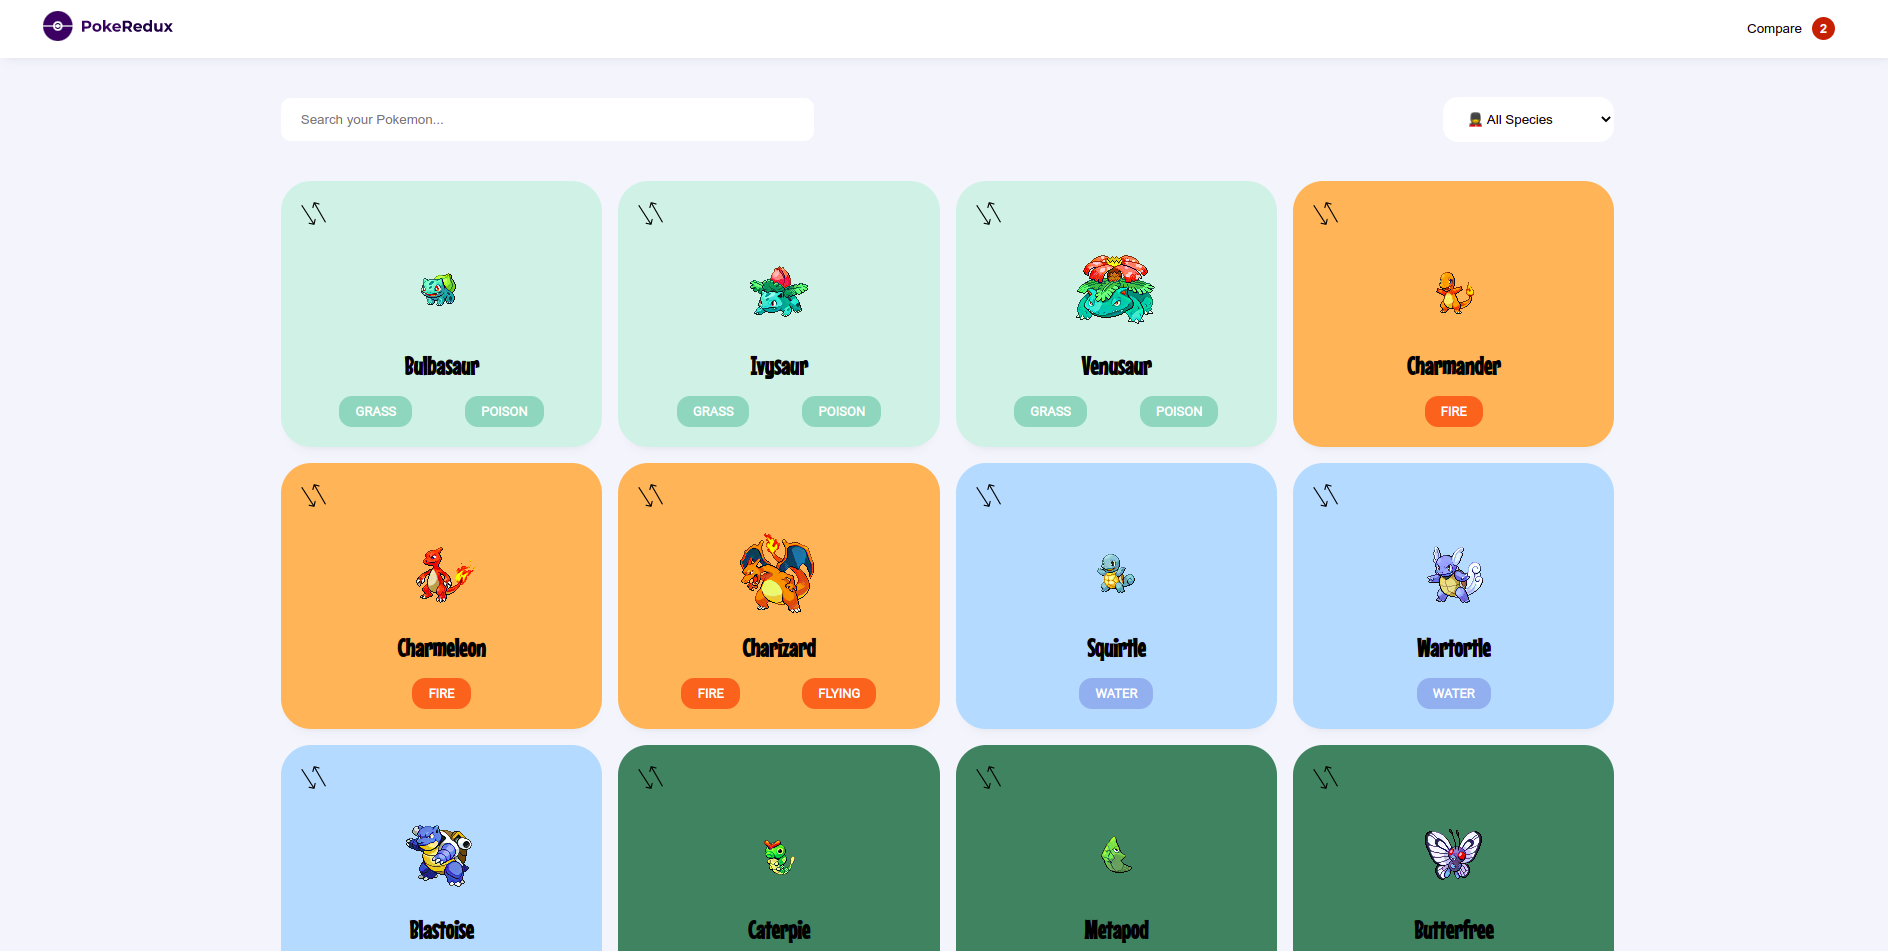 PokeRedux
Compare 2
Search your Pokemon...
All Species
Bulbasaur
GRASS POISON
Ivysaur
GRASS POISON
Venusaur
GRASS POISON
Charmander
FIRE
Charmeleon
FIRE
Charizard
FIRE FLYING
Squirtle
WATER
Wartortle
WATER
Blastoise
Caterpie
Metapod
Butterfree